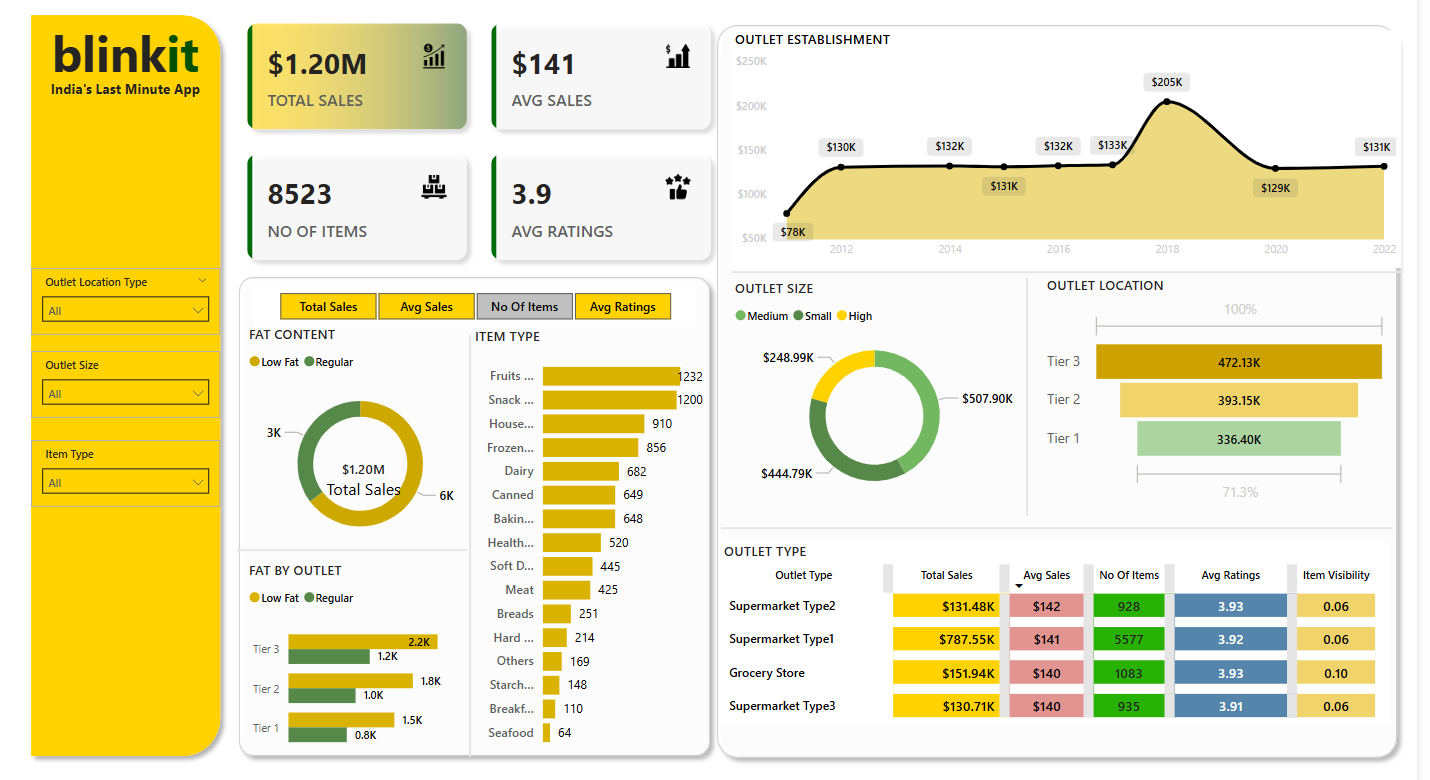 blinkit
India's Last Minute App
Outlet Location Type
All
Outlet Size
All
Item Type
All
$1.20M
TOTAL SALES
$141
AVG SALES
8523
NO OF ITEMS
3.9
AVG RATINGS
Total Sales Avg Sales No Of Items Avg Ratings
FAT CONTENT
Low Fat Regular
3K
$1.20M
Total Sales
6K
FAT BY OUTLET
Low Fat Regular
Tier 3 2.2K
1.2K
Tier 2 1.8K
1.0K
Tier 1 1.5K
0.8K
ITEM TYPE
Fruits ... 1232
Snack ... 1200
House... 910
Frozen... 856
Dairy 682
Canned 649
Bakin... 648
Health... 520
Soft D... 445
Meat 425
Breads 251
Hard ... 214
Others 169
Starch... 148
Breakf... 110
Seafood 64
OUTLET ESTABLISHMENT
$250K
$200K
$150K
$100K
$50K
$78K
$130K
$132K
$131K
$132K
$133K
$205K
$129K
$131K
2012 2014 2016 2018 2020 2022
OUTLET SIZE
Medium Small High
$248.99K
$507.90K
$444.79K
OUTLET LOCATION
100%
Tier 3 472.13K
Tier 2 393.15K
Tier 1 336.40K
71.3%
OUTLET TYPE
Outlet Type Total Sales Avg Sales No Of Items Avg Ratings Item Visibility
Supermarket Type2 $131.48K $142 928 3.93 0.06
Supermarket Type1 $787.55K $141 5577 3.92 0.06
Grocery Store $151.94K $140 1083 3.93 0.10
Supermarket Type3 $130.71K $140 935 3.91 0.06